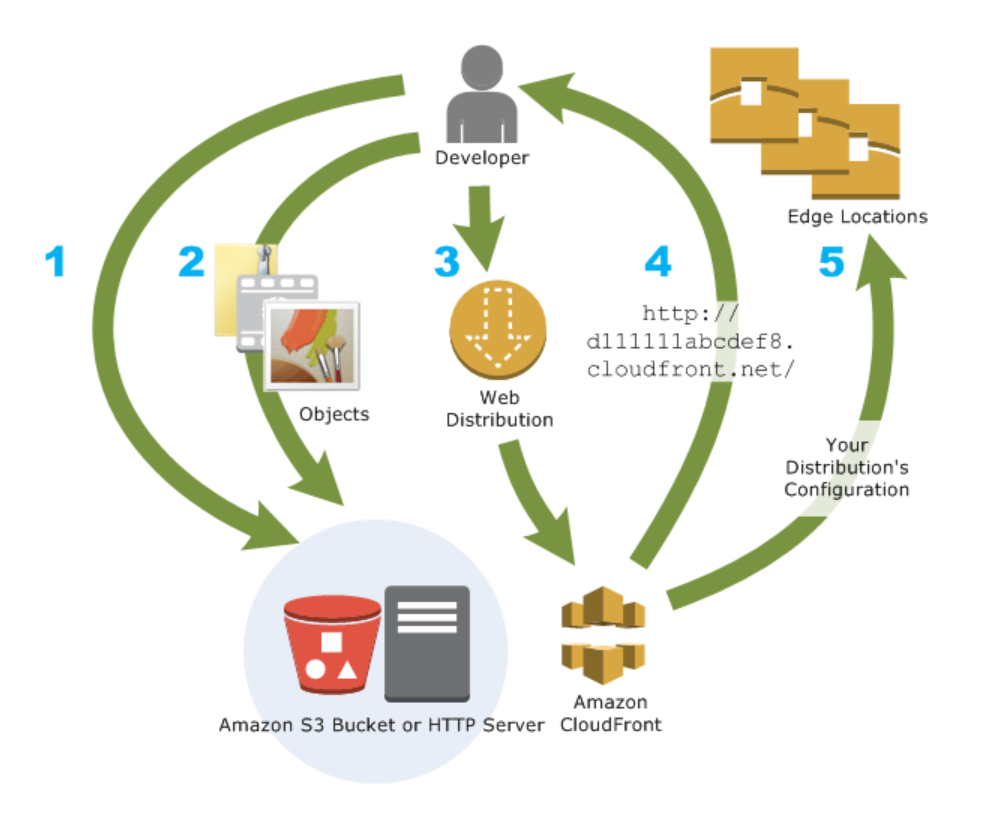 Developer
Edge Locations
1
2
3
4
5
http://
d111111abcdef8.
cloudfront.net/
Objects
Web
Distribution
Your
Distribution's
Configuration
Amazon S3 Bucket or HTTP Server
Amazon
CloudFront